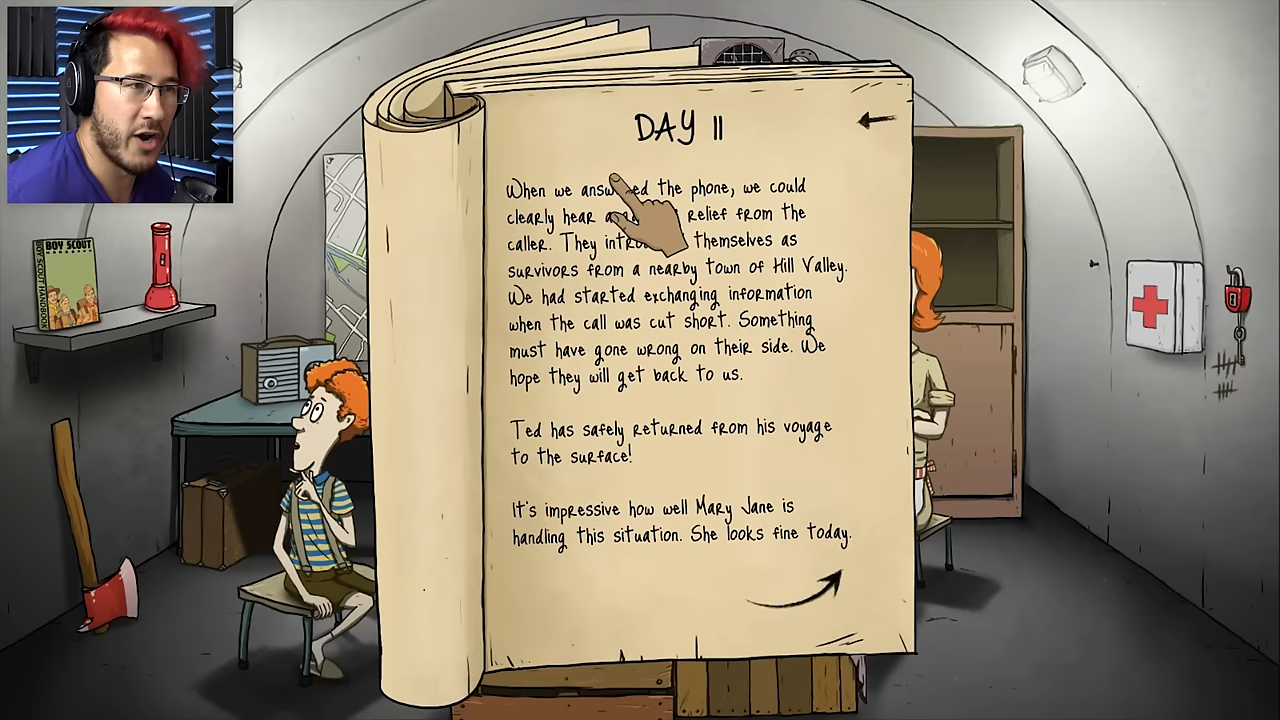 BOY SCOUT
BOY SCOUT HANDBOOK
DAY 11
When we the phone, we could
clearly hear relief from the
caller. They themselves as
survivors from a nearby town of Hill Valley.
We had started exchanging information
when the call was cut short. Something
must have gone wrong on their side. We
hope they will get back to us.
Ted has safely returned from his voyage
to the surface!
It's impressive how well Mary Jane is
handling this situation. She looks fine today.